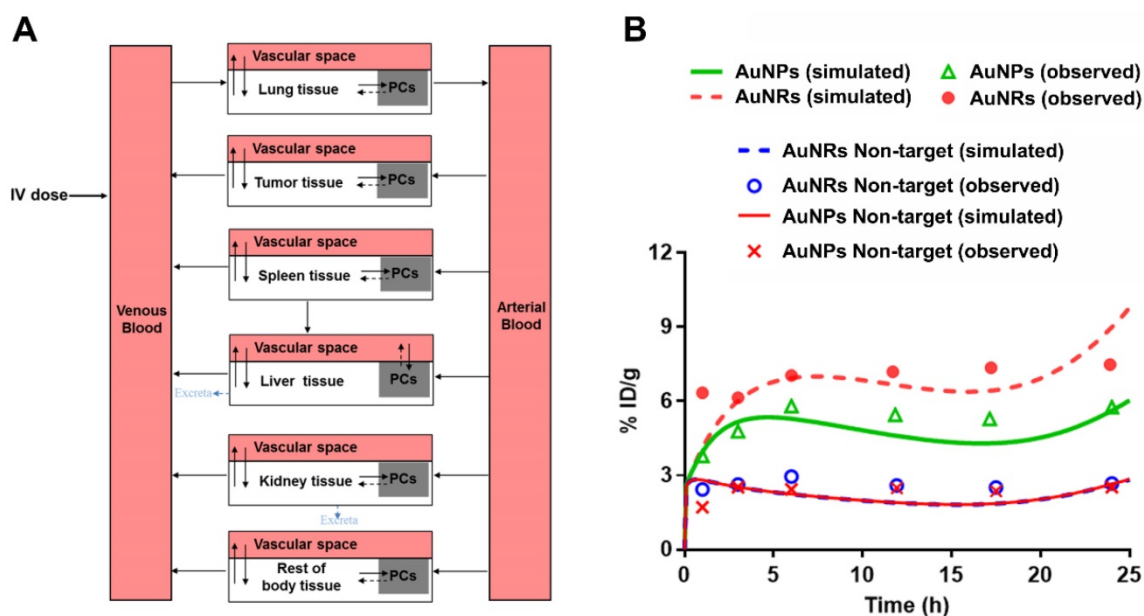 A
Vascular space
Lung tissue
PCs
Vascular space
Tumor tissue
PCs
IV dose
Vascular space
Spleen tissue
PCs
Venous
Blood
Arterial
Blood
Vascular space
Liver tissue
PCs
Excreta
Vascular space
Kidney tissue
PCs
Excreta
Vascular space
Rest of
body tissue
PCs
B
AuNPs (simulated)
AuNPs (observed)
AuNRs (simulated)
AuNRs (observed)
AuNRs Non-target (simulated)
AuNRs Non-target (observed)
AuNPs Non-target (simulated)
AuNPs Non-target (observed)
% ID/g
12
9
6
3
0
0 5 10 15 20 25
Time (h)